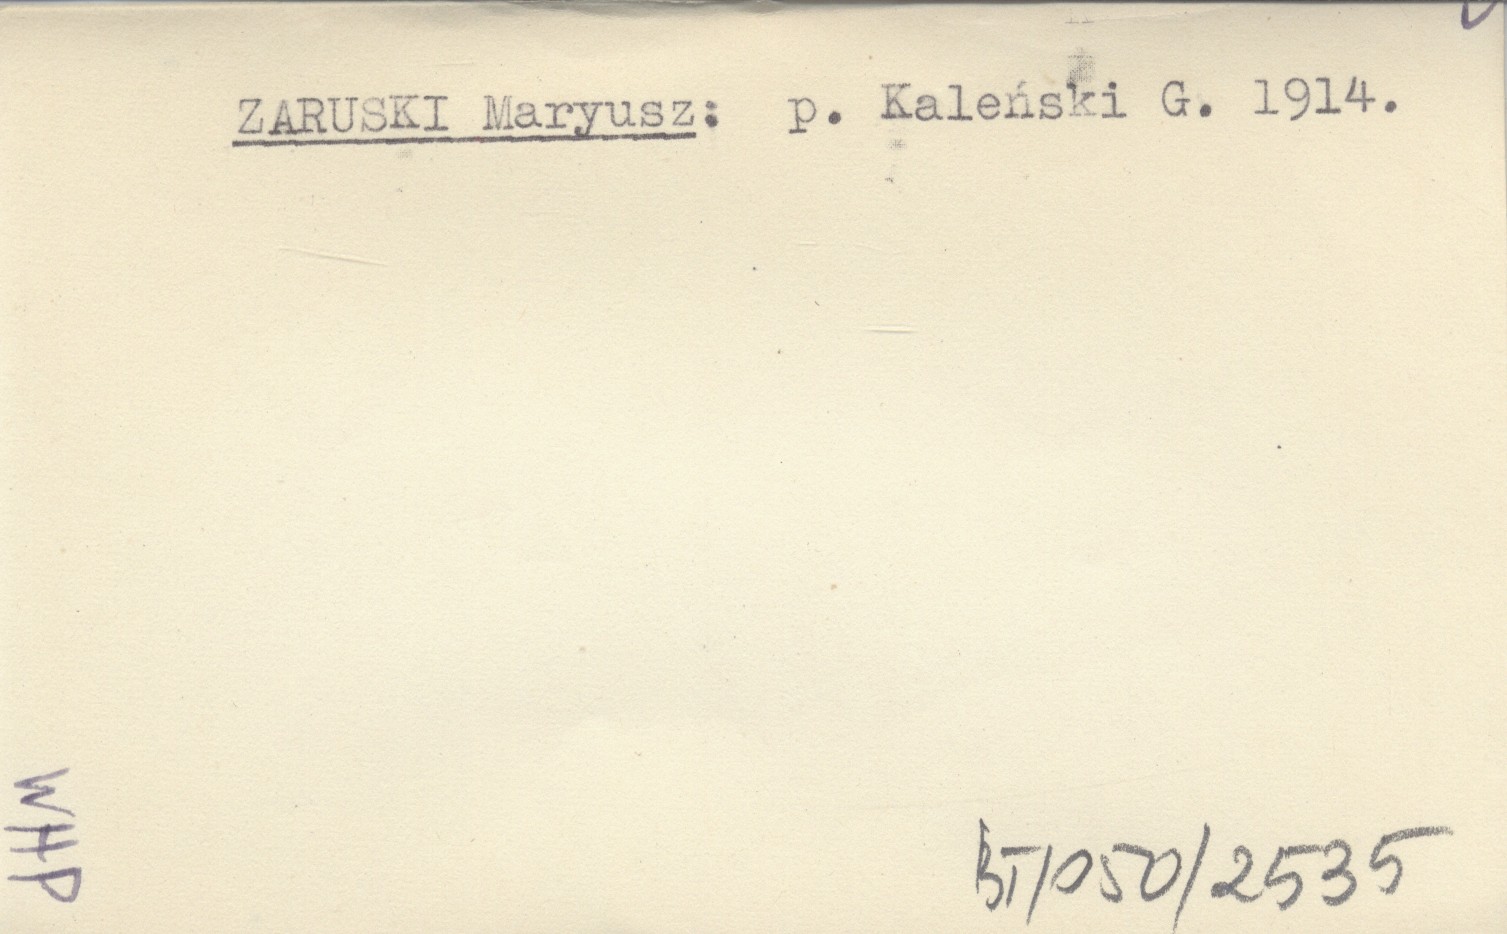 ZARUSKI Maryusz: p. Kaleński G. 1914.
WHP
BT/050/2535